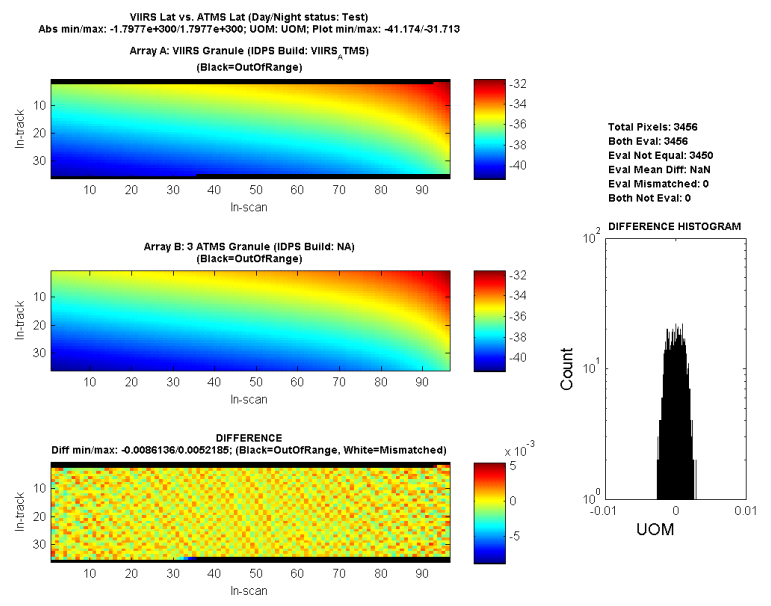 VIIRS Lat vs. ATMS Lat (Day/Night status: Test)
Abs min/max: -1.7977e+300/1.7977e+300; UOM: UOM; Plot min/max: -41.174/-31.713
Array A: VIIRS Granule (IDPS Build: VIIRS_ATMS)
(Black=OutOfRange)
In-track
10
20
30
10 20 30 40 50 60 70 80 90
In-scan
-32
-34
-36
-38
-40
Array B: 3 ATMS Granule (IDPS Build: NA)
(Black=OutOfRange)
In-track
10
20
30
10 20 30 40 50 60 70 80 90
In-scan
-32
-34
-36
-38
-40
DIFFERENCE
Diff min/max: -0.0086136/0.0052185; (Black=OutOfRange, White=Mismatched)
In-track
10
20
30
10 20 30 40 50 60 70 80 90
In-scan
x 10⁻³
5
0
-5
Total Pixels: 3456
Both Eval: 3456
Eval Not Equal: 3450
Eval Mean Diff: NaN
Eval Mismatched: 0
Both Not Eval: 0
DIFFERENCE HISTOGRAM
Count
10²
10¹
10⁰
-0.01 0 0.01
UOM